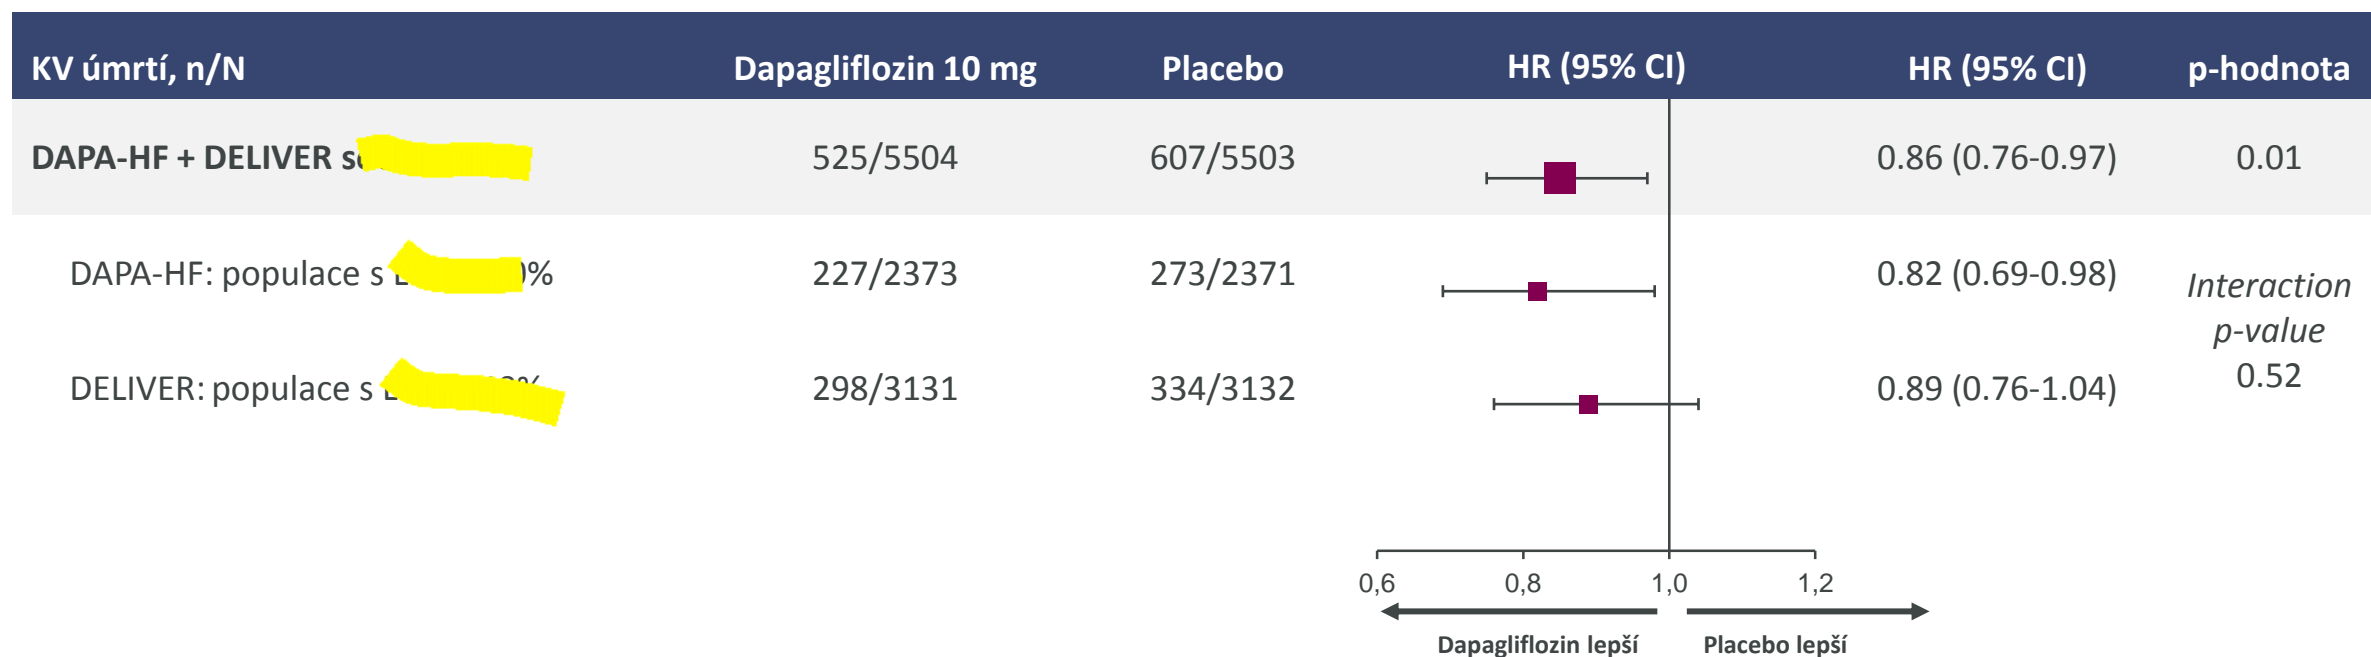 KV úmrtí, n/N Dapagliflozin 10 mg Placebo HR (95% CI) HR (95% CI) p-hodnota
DAPA-HF + DELIVER 525/5504 607/5503 0.86 (0.76-0.97) 0.01
DAPA-HF: populace s 227/2373 273/2371 0.82 (0.69-0.98)
Interaction
p-value
0.52
DELIVER: populace s 298/3131 334/3132 0.89 (0.76-1.04)
0,6 0,8 1,0 1,2
Dapagliflozin lepší Placebo lepší